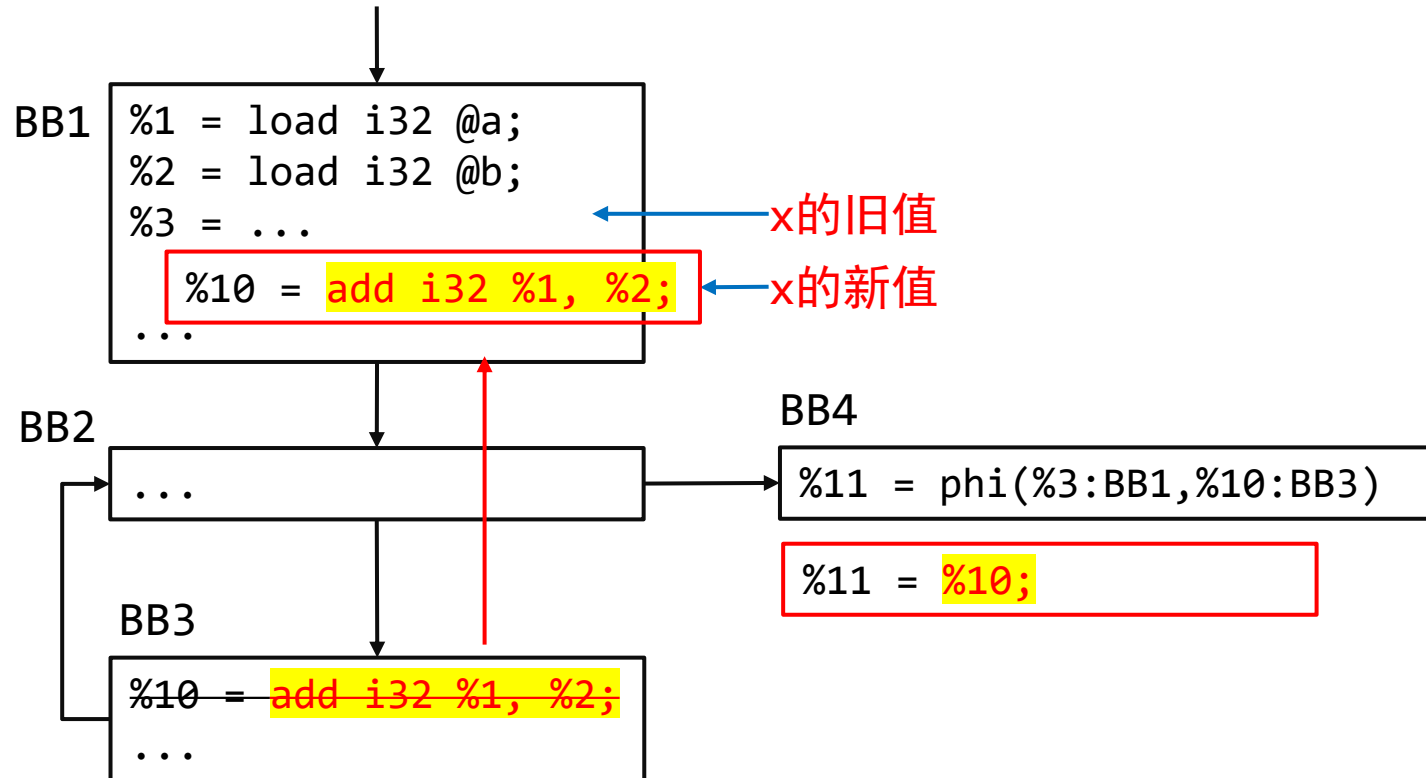 BB1
%1 = load i32 @a;
%2 = load i32 @b;
%3 = ...
x的旧值
%10 = add i32 %1, %2;
x的新值
...
BB2
...
BB4
%11 = phi(%3:BB1,%10:BB3)
%11 = %10;
BB3
%10 = add i32 %1, %2;
...